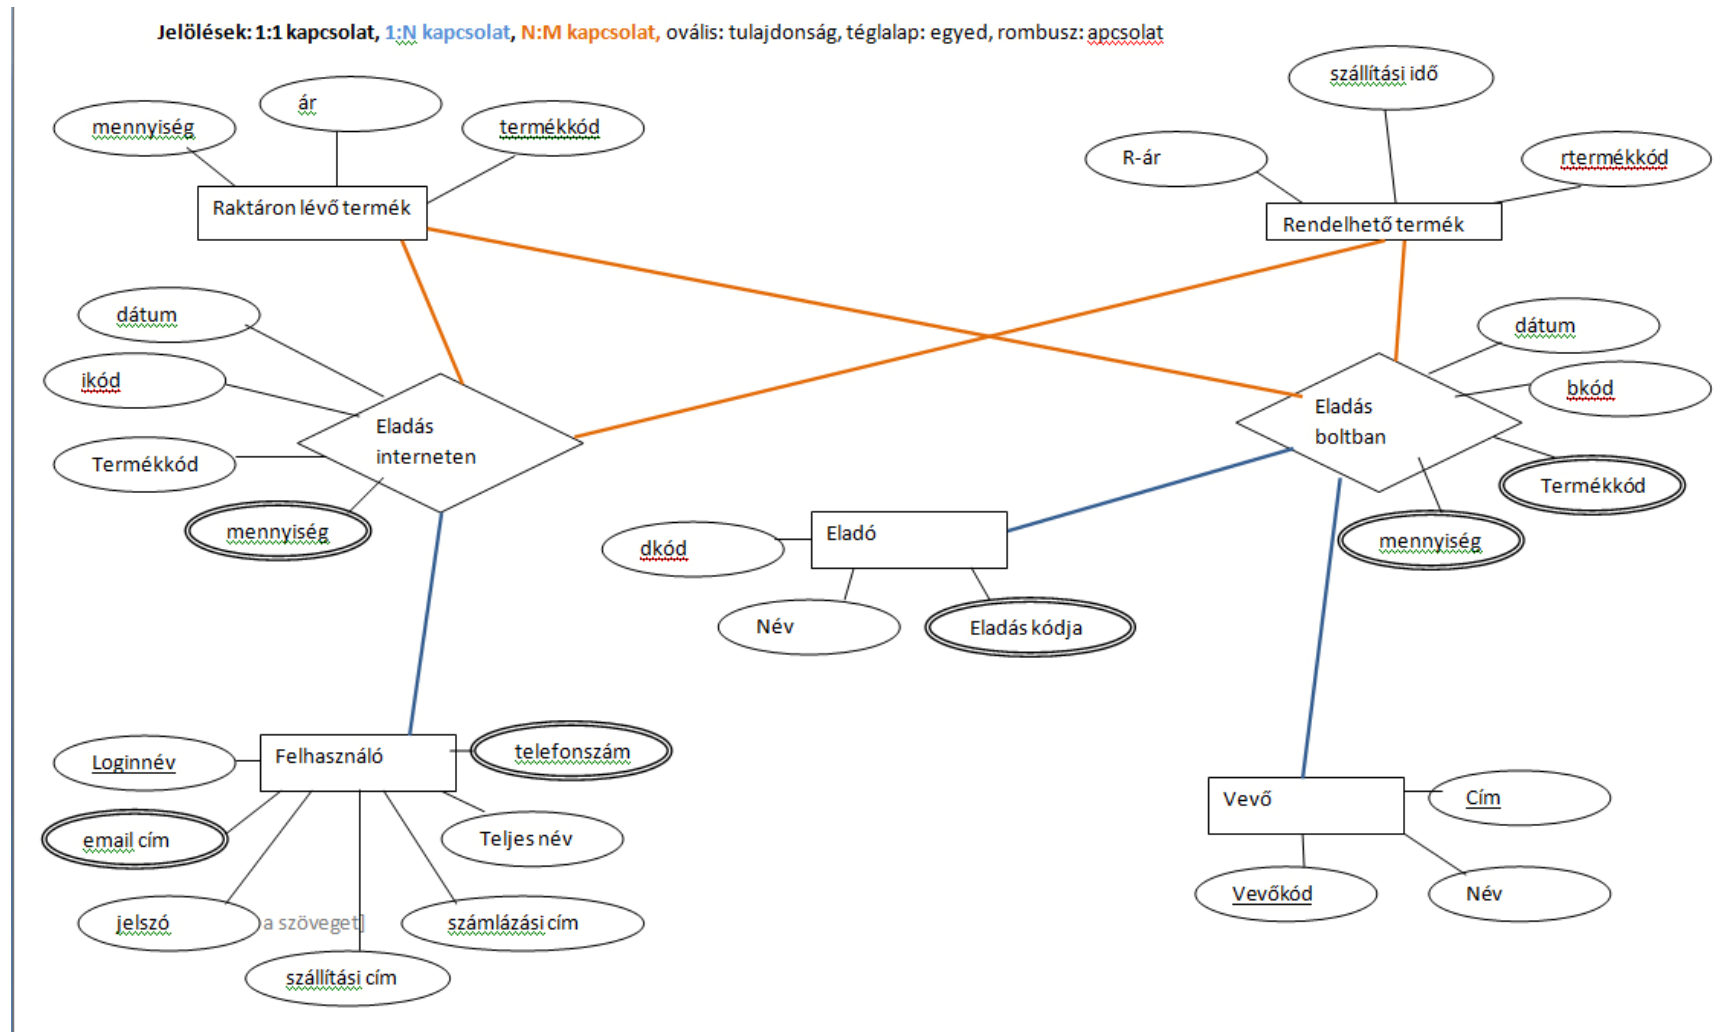 Jelölések: 1:1 kapcsolat, 1:N kapcsolat, N:M kapcsolat, ovális: tulajdonság, téglalap: egyed, rombusz: apcsolat
szállítási idő
ár
mennyiség
termékkód
R-ár
rtermékkód
Raktáron lévő termék
Rendelhető termék
dátum
dátum
ikód
bkód
Eladás
interneten
Eladás
boltban
Termékkód
Termékkód
mennyiség
mennyiség
Eladó
dkód
Név
Eladás kódja
Loginnév
Felhasználó
telefonszám
email cím
Teljes név
jelszó
a szöveget]
számlázási cím
szállítási cím
Vevő
Cím
Vevőkód
Név